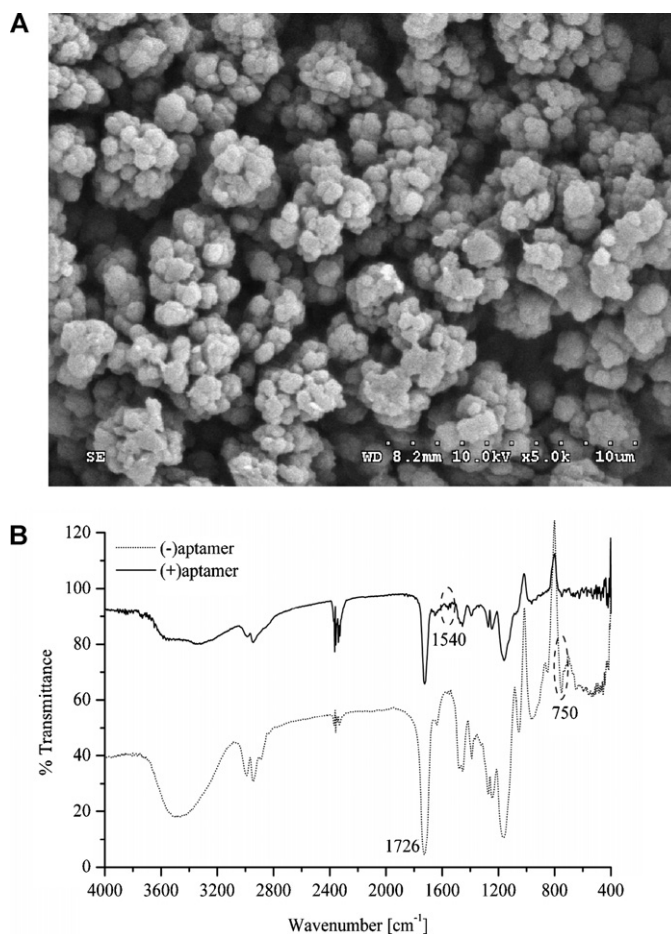 A
SE
WD 8.2mm 10.0kV x5.0k 10um
B
120
100
80
60
40
20
0
(-)aptamer
(+)aptamer
1540
750
1726
4000 3600 3200 2800 2400 2000 1600 1200 800 400
% Transmittance
Wavenumber [cm⁻¹]